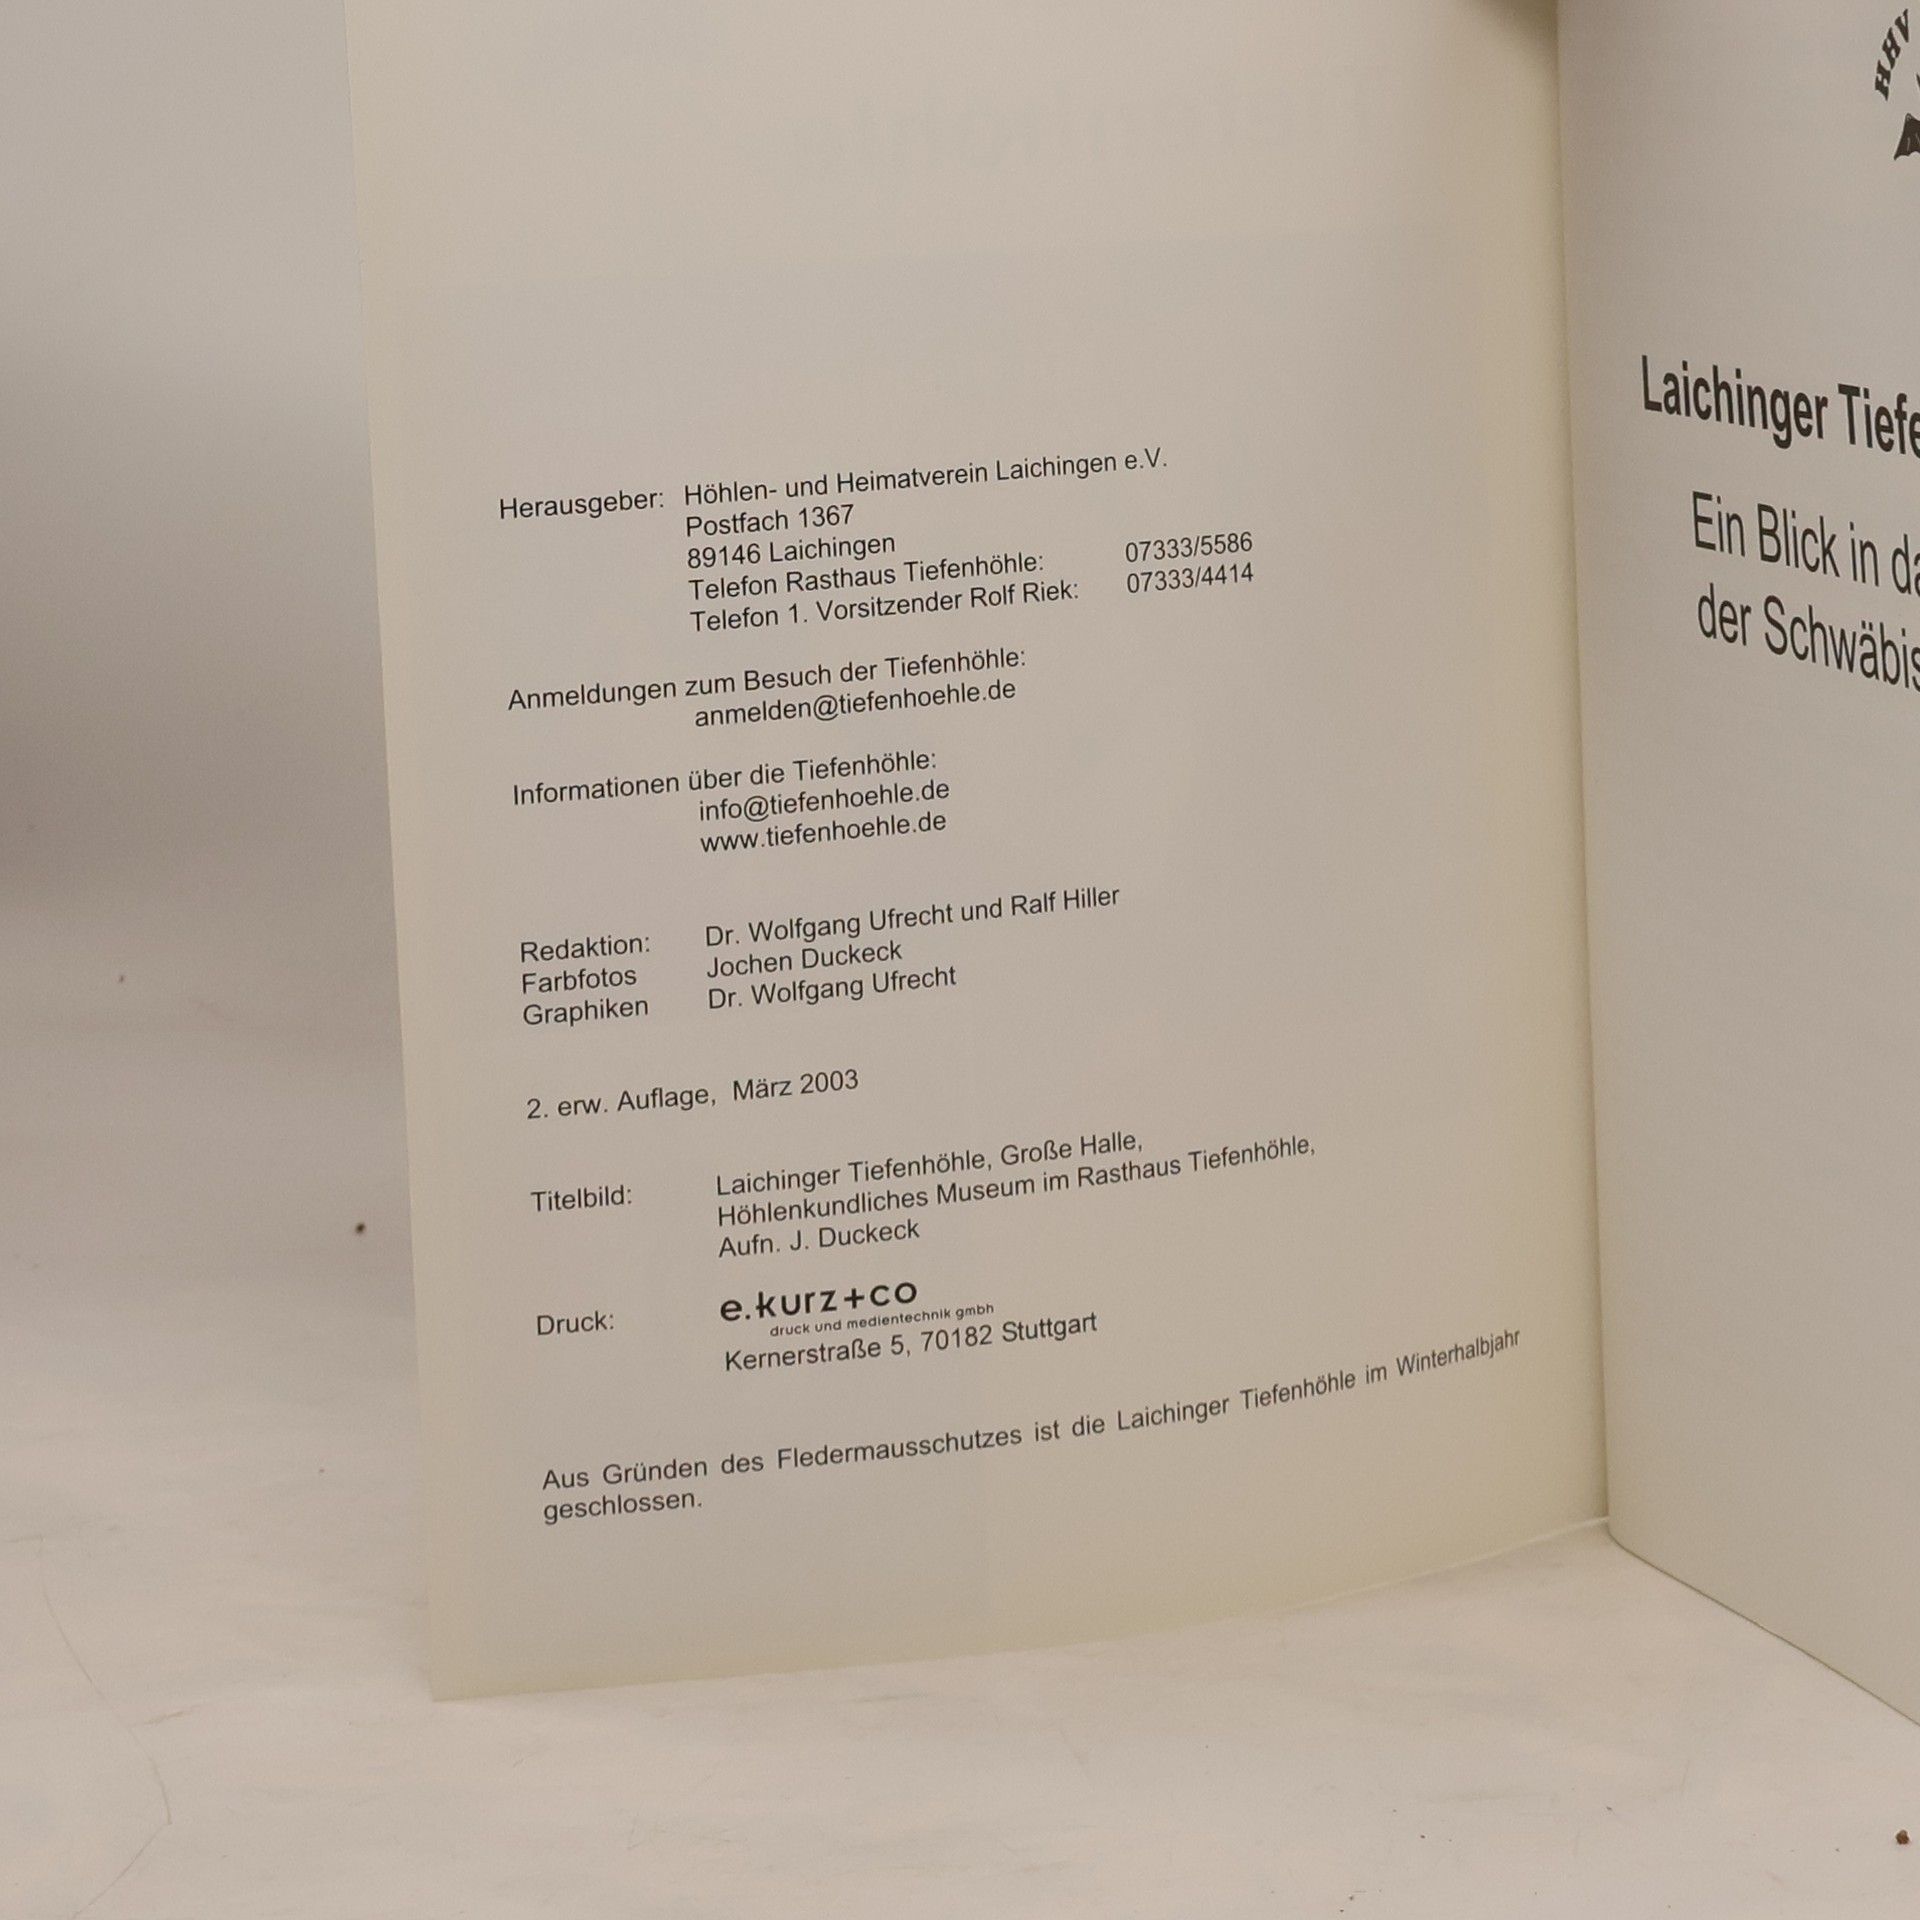 Herausgeber: Höhlen- und Heimatverein Laichingen e.V.
Postfach 1367
89146 Laichingen
Telefon Rasthaus Tiefenhöhle: 07333/5586
Telefon 1. Vorsitzender Rolf Riek: 07333/4414
Anmeldungen zum Besuch der Tiefenhöhle:
anmelden@tiefenhoehle.de
Informationen über die Tiefenhöhle:
info@tiefenhoehle.de
www.tiefenhoehle.de
Redaktion: Dr. Wolfgang Ufrecht und Ralf Hiller
Farbfotos Jochen Duckeck
Graphiken Dr. Wolfgang Ufrecht
2. erw. Auflage, März 2003
Titelbild: Laichinger Tiefenhöhle, Große Halle,
Höhlenkundliches Museum im Rasthaus Tiefenhöhle,
Aufn. J. Duckeck
Druck: e.kurz+co
druck und medientechnik gmbh
Kernerstraße 5, 70182 Stuttgart
Aus Gründen des Fledermausschutzes ist die Laichinger Tiefenhöhle im Winterhalbjahr
geschlossen.
HHV
Laichinger Tiefe
Ein Blick in da
der Schwäbis